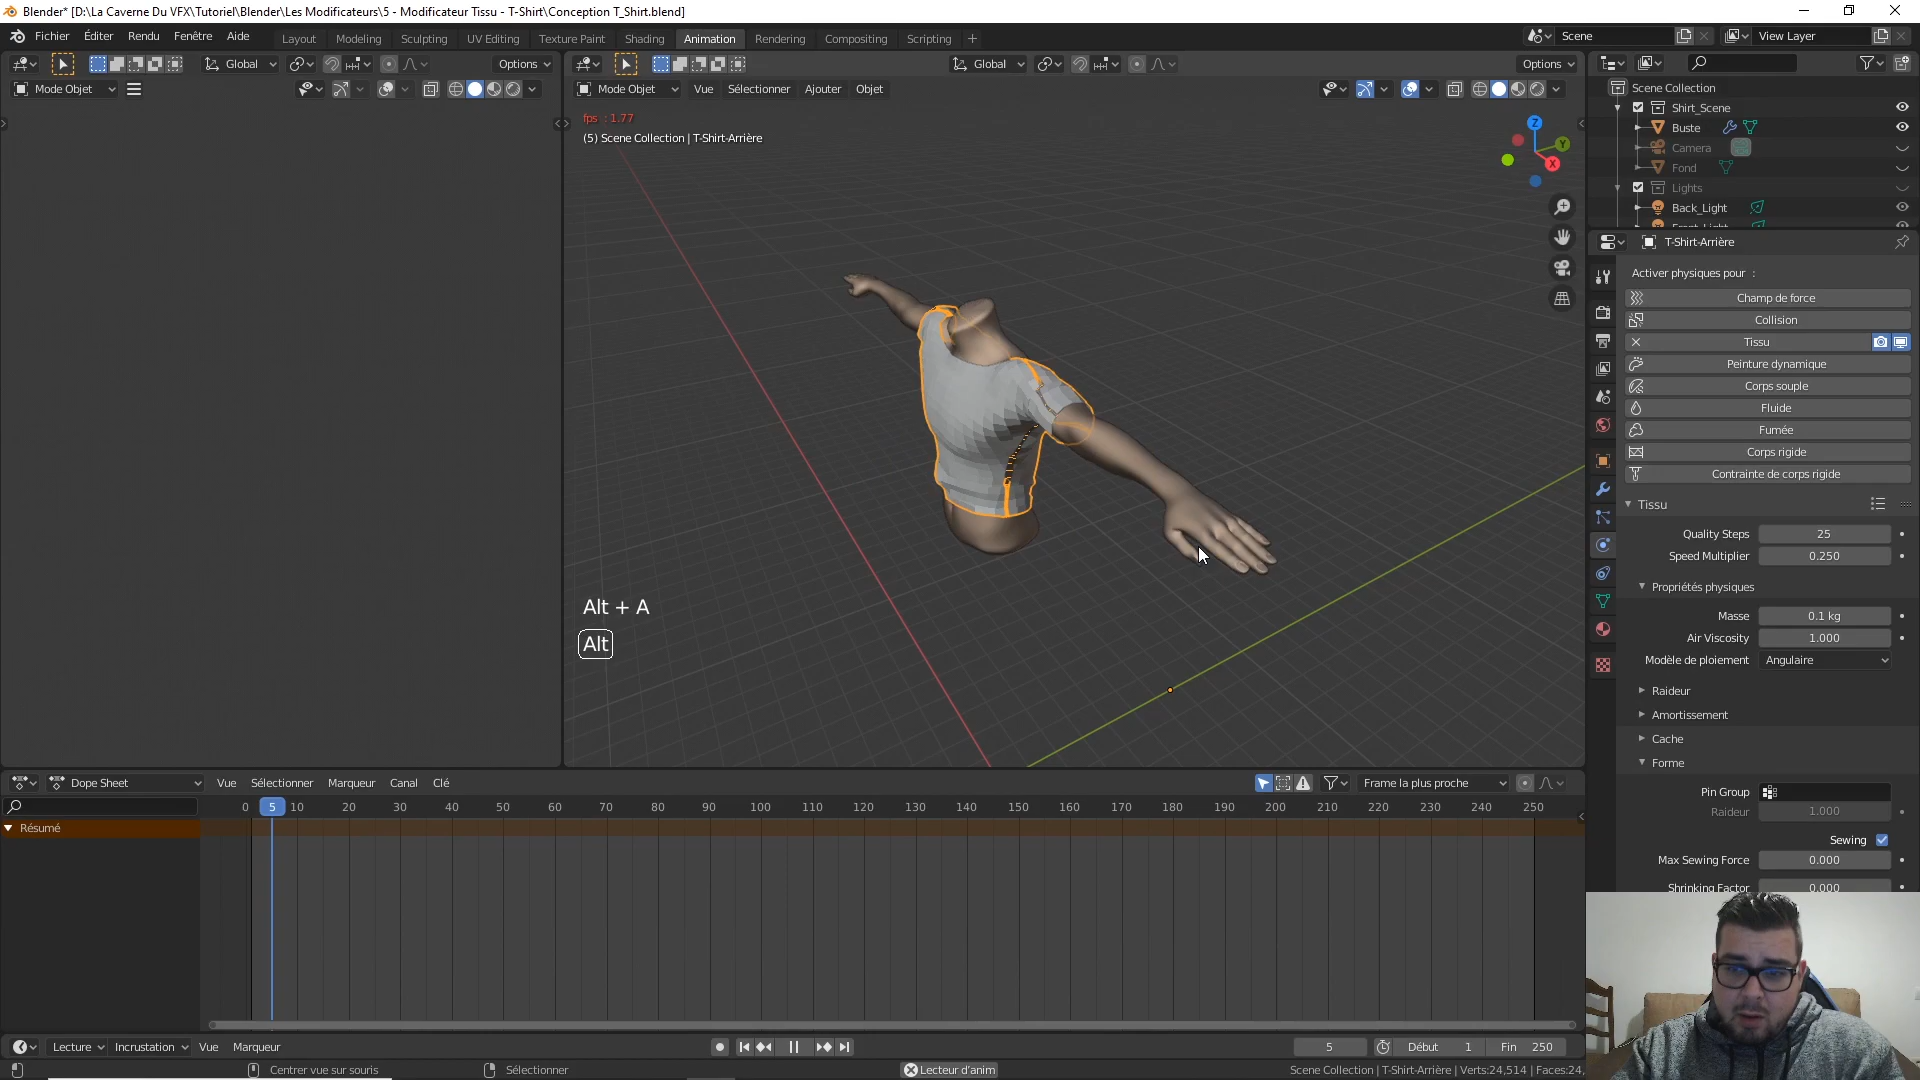 Blender* [D:\La Caverne Du VFX\Tutoriel\Blender\Les Modificateurs\5 - Modificateur Tissu - T-Shirt\Conception T_Shirt.blend]
Fichier Éditer Rendu Fenêtre Aide Layout Modeling Sculpting UV Editing Texture Paint Shading Animation Rendering Compositing Scripting Scene View Layer
Global Options Global Options
Mode Objet Mode Objet Vue Sélectionner Ajouter Objet
fps : 1.77
(5) Scene Collection | T-Shirt-Arrière
Z
Y
X
Alt + A
Alt
Scene Collection
Shirt_Scene
Buste
Camera
Fond
Lights
Back_Light
T-Shirt-Arrière
Activer physiques pour :
Champ de force
Collision
Tissu
Peinture dynamique
Corps souple
Fluide
Fumée
Corps rigide
Contrainte de corps rigide
Tissu
Quality Steps 25
Speed Multiplier 0.250
Propriétés physiques
Masse 0.1 kg
Air Viscosity 1.000
Modèle de ploiement Angulaire
Raideur
Amortissement
Cache
Forme
Pin Group
Raideur 1.000
Sewing
Max Sewing Force 0.000
Shrinking Factor 0.000
Dope Sheet Vue Sélectionner Marqueur Canal Clé Frame la plus proche
0 5 10 20 30 40 50 60 70 80 90 100 110 120 130 140 150 160 170 180 190 200 210 220 230 240 250
Résumé
Lecture Incrustation Vue Marqueur 5 Début 1 Fin 250
Centrer vue sur souris Sélectionner Lecteur d'anim Scene Collection | T-Shirt-Arrière | Verts:24,514 | Faces:24,